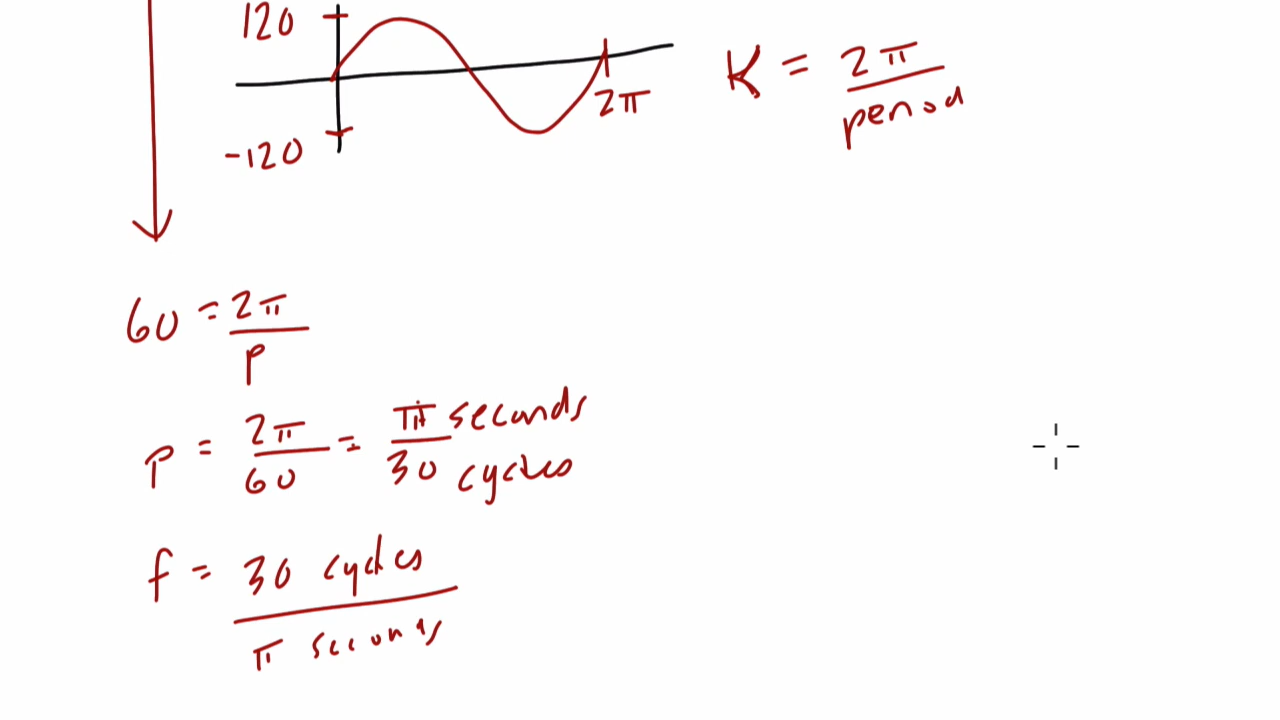 120
2π
-120
K = 2π / period
60 = 2π / P
P = 2π / 60 = π seconds / 30 cycles
f = 30 cycles / π seconds